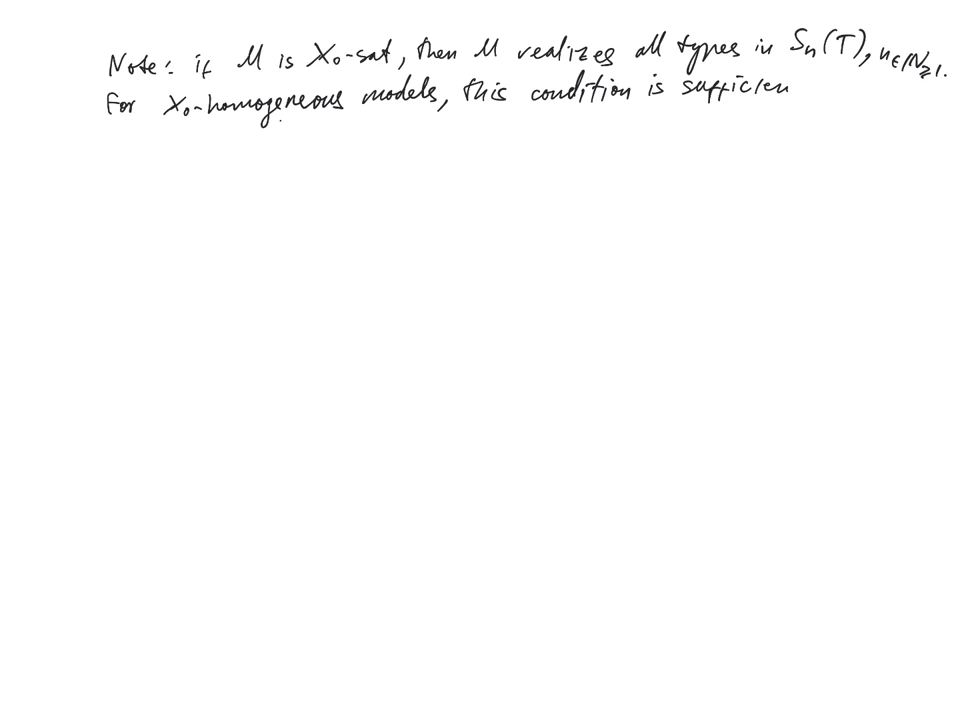 Note: if M is ℵ₀-sat, then M realizes all types in Sₙ(T), n∈ℕ≥1.
For ℵ₀-homogeneous models, this condition is sufficien